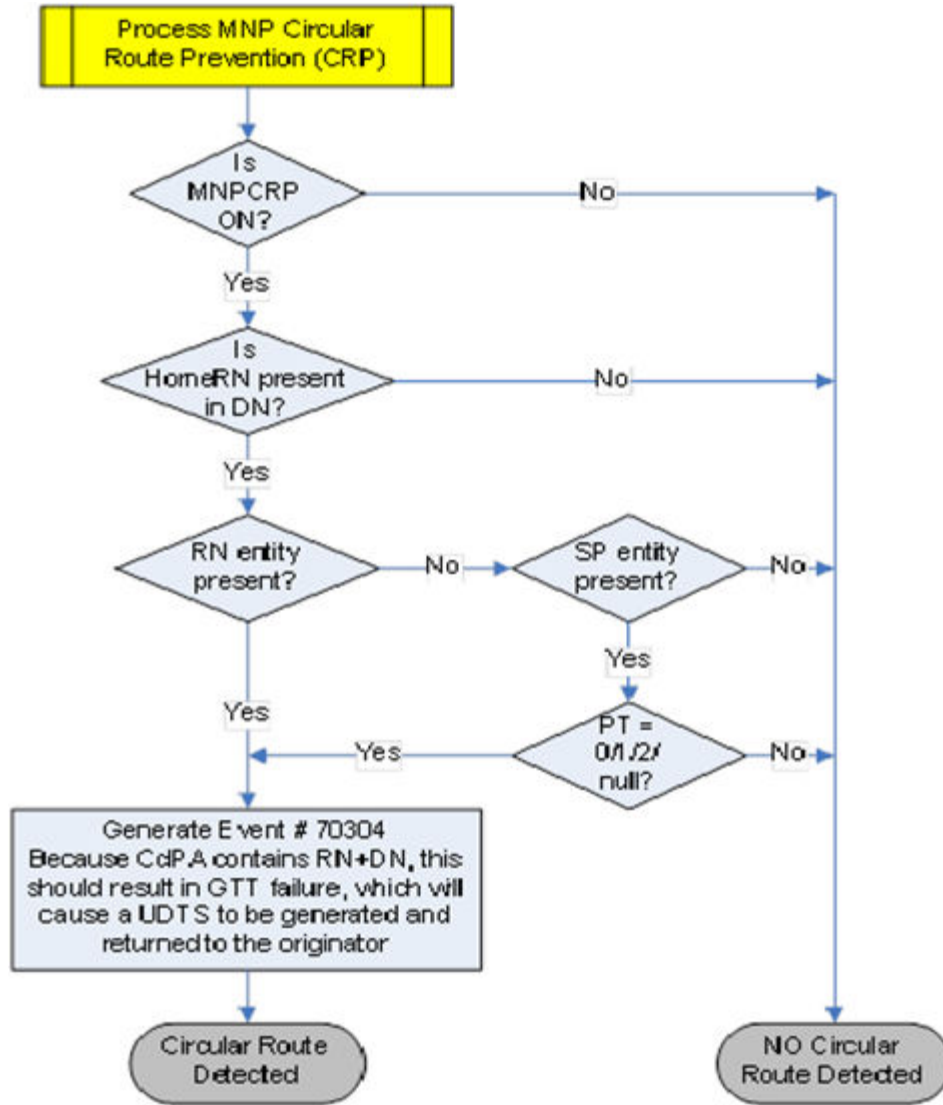 Process MNP Circular
Route Prevention (CRP)
Is
MNPCRP
ON?
No
Yes
Is
HomeRN present
in DN?
No
Yes
RN entity
present?
No
SP entity
present?
No
Yes
Yes
PT =
0/1/2/
null?
Yes
No
Generate Event # 70304
Because CdPA contains RN+DN, this
should result in GTT failure, which will
cause a UDTS to be generated and
returned to the originator
Circular Route
Detected
NO Circular
Route Detected